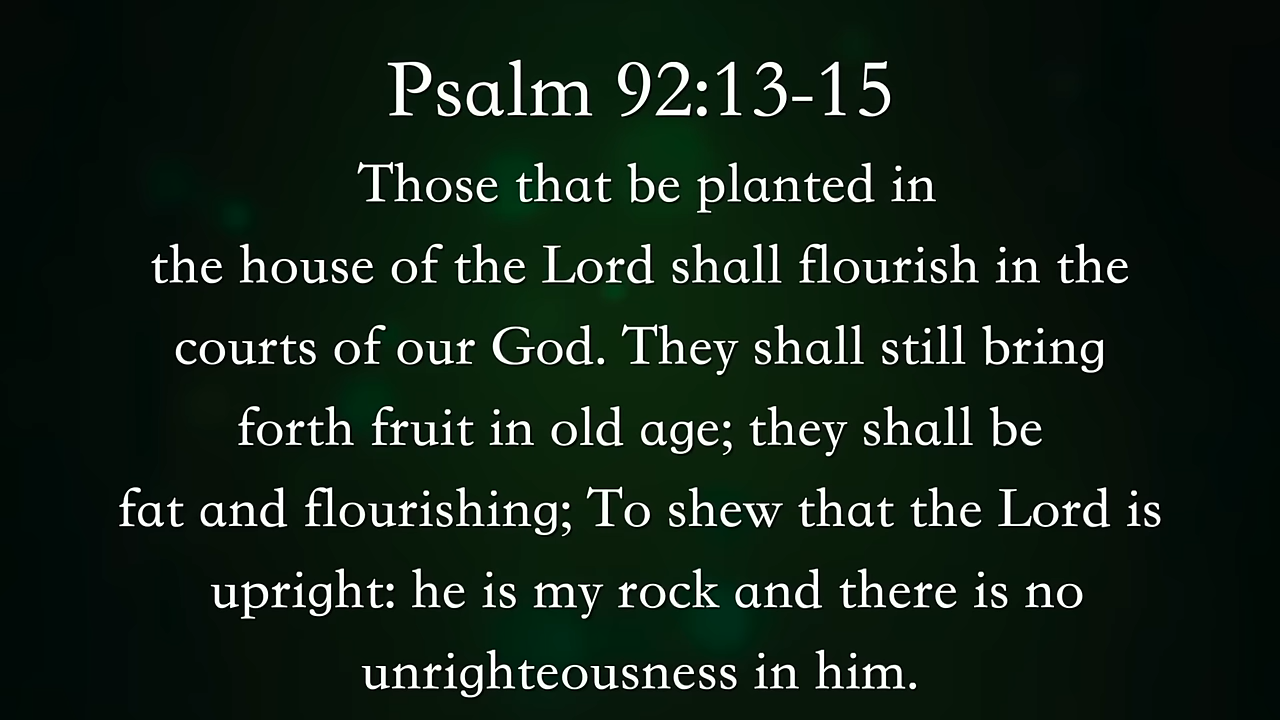 Psalm 92:13-15
Those that be planted in
the house of the Lord shall flourish in the
courts of our God. They shall still bring
forth fruit in old age; they shall be
fat and flourishing; To shew that the Lord is
upright: he is my rock and there is no
unrighteousness in him.